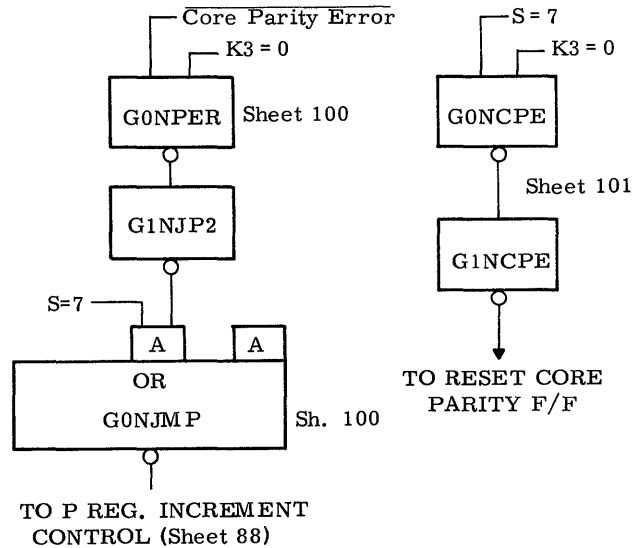 Core Parity Error
K3 = 0
G0NPER
Sheet 100
G1NJP2
S=7
A
A
OR
G0NJMP
Sh. 100
TO P REG. INCREMENT
CONTROL (Sheet 88)
S = 7
K3 = 0
G0NCPE
Sheet 101
G1NCPE
TO RESET CORE
PARITY F/F